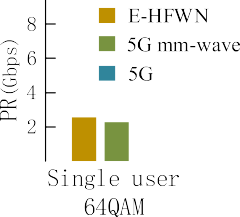 E-HFWN
5G mm-wave
5G
PR(Gbps)
8
6
4
2
Single user
64QAM